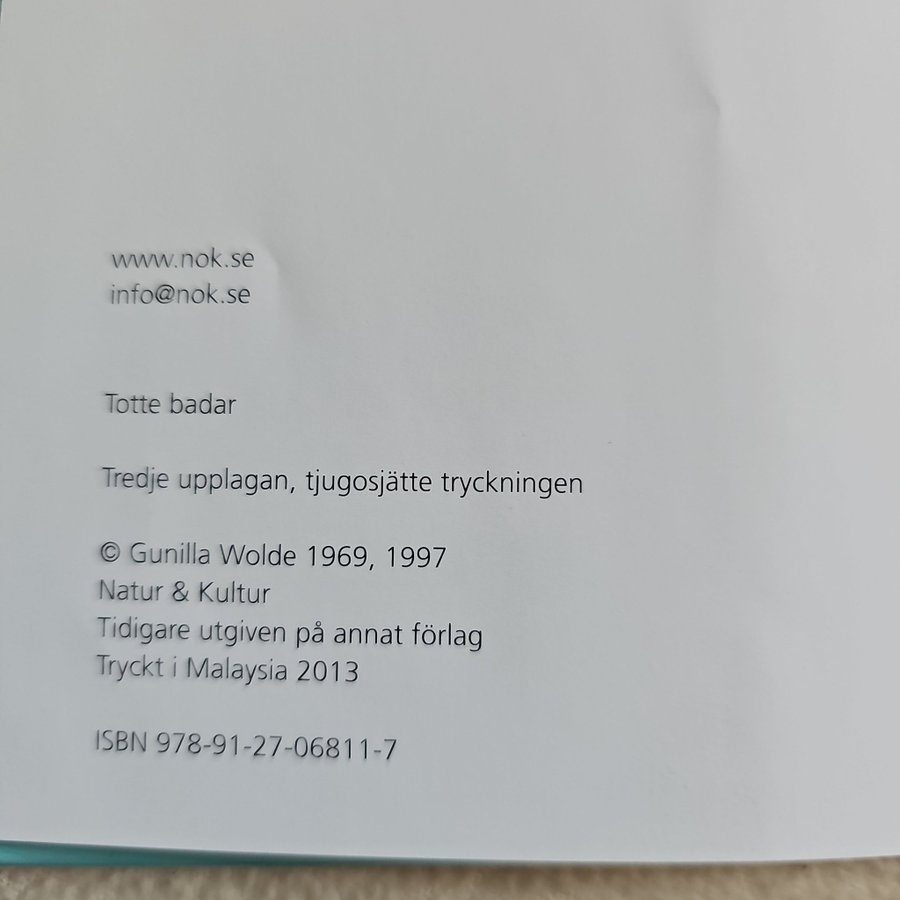 www.nok.se
info@nok.se
Totte badar
Tredje upplagan, tjugosjätte tryckningen
© Gunilla Wolde 1969, 1997
Natur & Kultur
Tidigare utgiven på annat förlag
Tryckt i Malaysia 2013
ISBN 978-91-27-06811-7